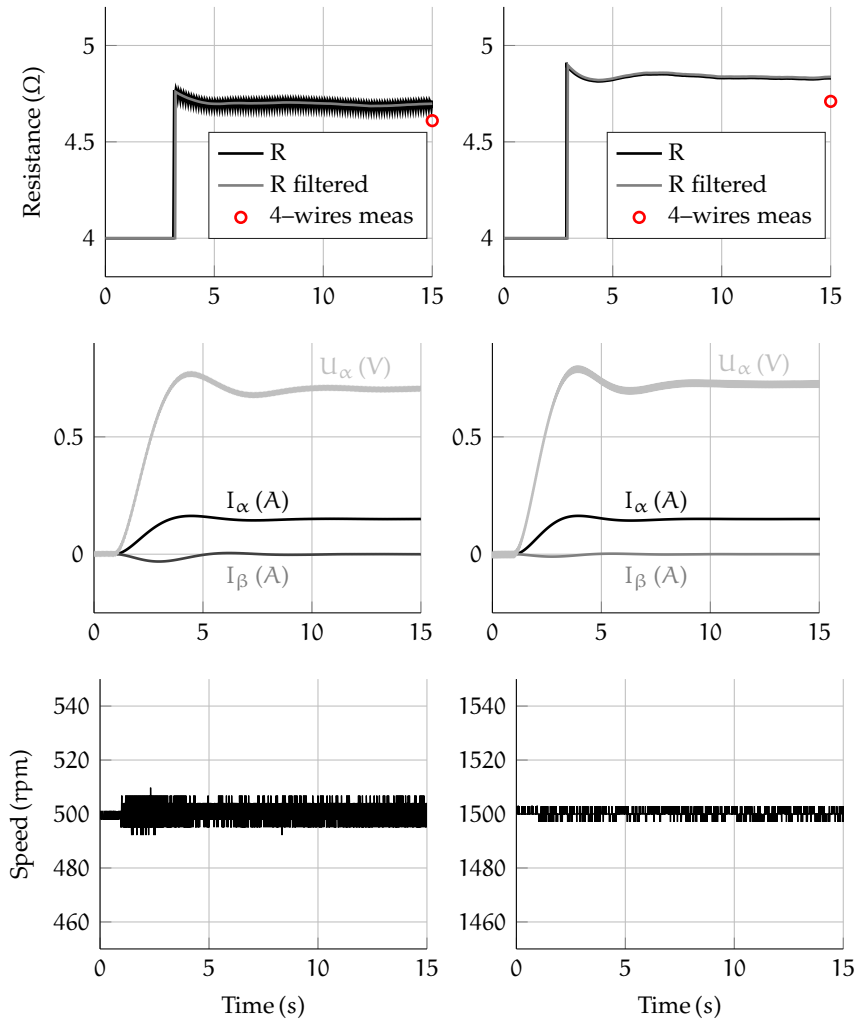 5
4.5
4
Resistance (Ω)
R
R filtered
4–wires meas
0
5
10
15
5
4.5
4
R
R filtered
4–wires meas
0
5
10
15
0.5
0
Uα (V)
Iα (A)
Iβ (A)
0
5
10
15
0.5
0
Uα (V)
Iα (A)
Iβ (A)
0
5
10
15
540
520
500
480
460
Speed (rpm)
0
5
10
15
Time (s)
1540
1520
1500
1480
1460
0
5
10
15
Time (s)